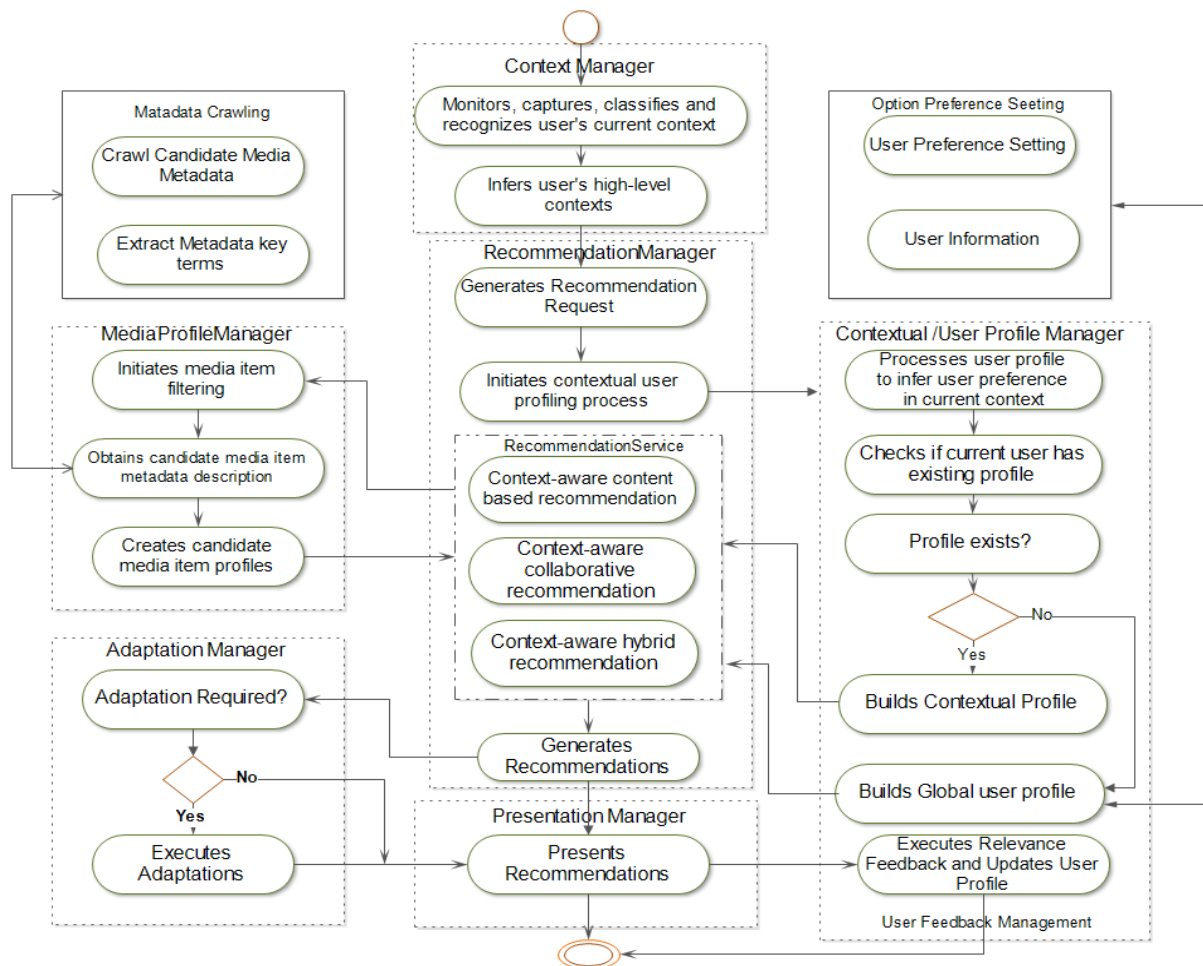 Context Manager
Monitors, captures, classifies and
recognizes user's current context
Infers user's high-level
contexts
Matadata Crawling
Crawl Candidate Media
Metadata
Extract Metadata key
terms
Option Preference Seeting
User Preference Setting
User Information
RecommendationManager
Generates Recommendation
Request
Initiates contextual user
profiling process
MediaProfileManager
Initiates media item
filtering
Obtains candidate media item
metadata description
Creates candidate
media item profiles
RecommendationService
Context-aware content
based recommendation
Context-aware
collaborative
recommendation
Context-aware hybrid
recommendation
Generates
Recommendations
Contextual /User Profile Manager
Processes user profile
to infer user preference
in current context
Checks if current user has
existing profile
Profile exists?
No
Yes
Builds Contextual Profile
Builds Global user profile
Executes Relevance
Feedback and Updates User
Profile
User Feedback Management
Adaptation Manager
Adaptation Required?
No
Yes
Executes
Adaptations
Presentation Manager
Presents
Recommendations